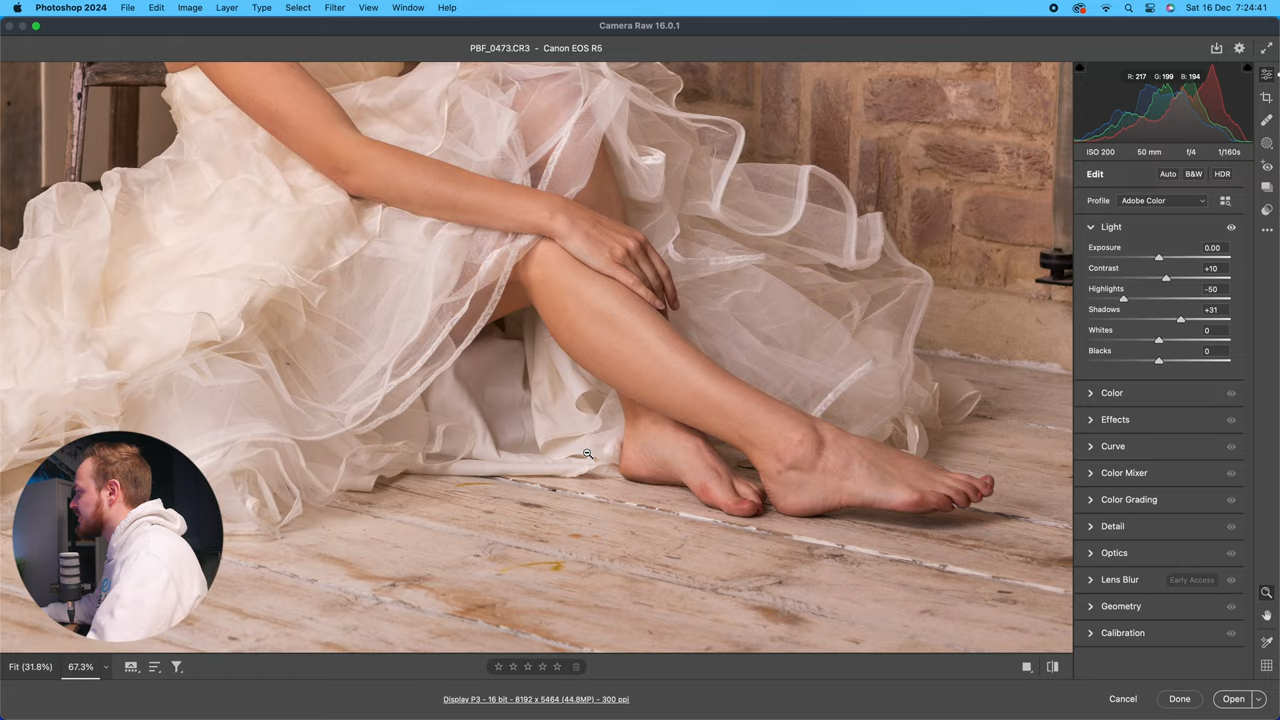 Photoshop 2024 File Edit Image Layer Type Select Filter View Window Help Sat 16 Dec 7:24:41
Camera Raw 16.0.1
PBF_0473.CR3 - Canon EOS R5
R: 217 G: 199 B: 194
ISO 200 50 mm f/4 1/160s
Edit Auto B&W HDR
Profile Adobe Color
Light
Exposure 0.00
Contrast +10
Highlights -50
Shadows +31
Whites 0
Blacks 0
Color
Effects
Curve
Color Mixer
Color Grading
Detail
Optics
Lens Blur Early Access
Geometry
Calibration
Fit (31.8%) 67.3%
Display P3 - 16 bit - 8192 x 5464 (44.8MP) - 300 ppi
Cancel Done Open